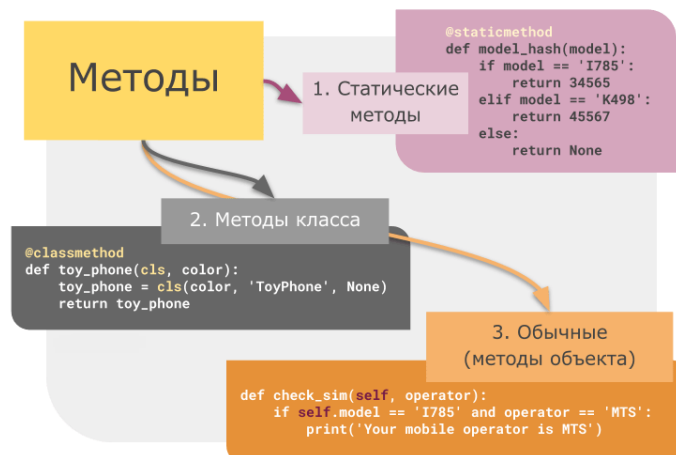 Методы
1. Статические
методы
@staticmethod
def model_hash(model):
    if model == 'I785':
        return 34565
    elif model == 'K498':
        return 45567
    else:
        return None
2. Методы класса
@classmethod
def toy_phone(cls, color):
    toy_phone = cls(color, 'ToyPhone', None)
    return toy_phone
3. Обычные
(методы объекта)
def check_sim(self, operator):
    if self.model == 'I785' and operator == 'MTS':
        print('Your mobile operator is MTS')